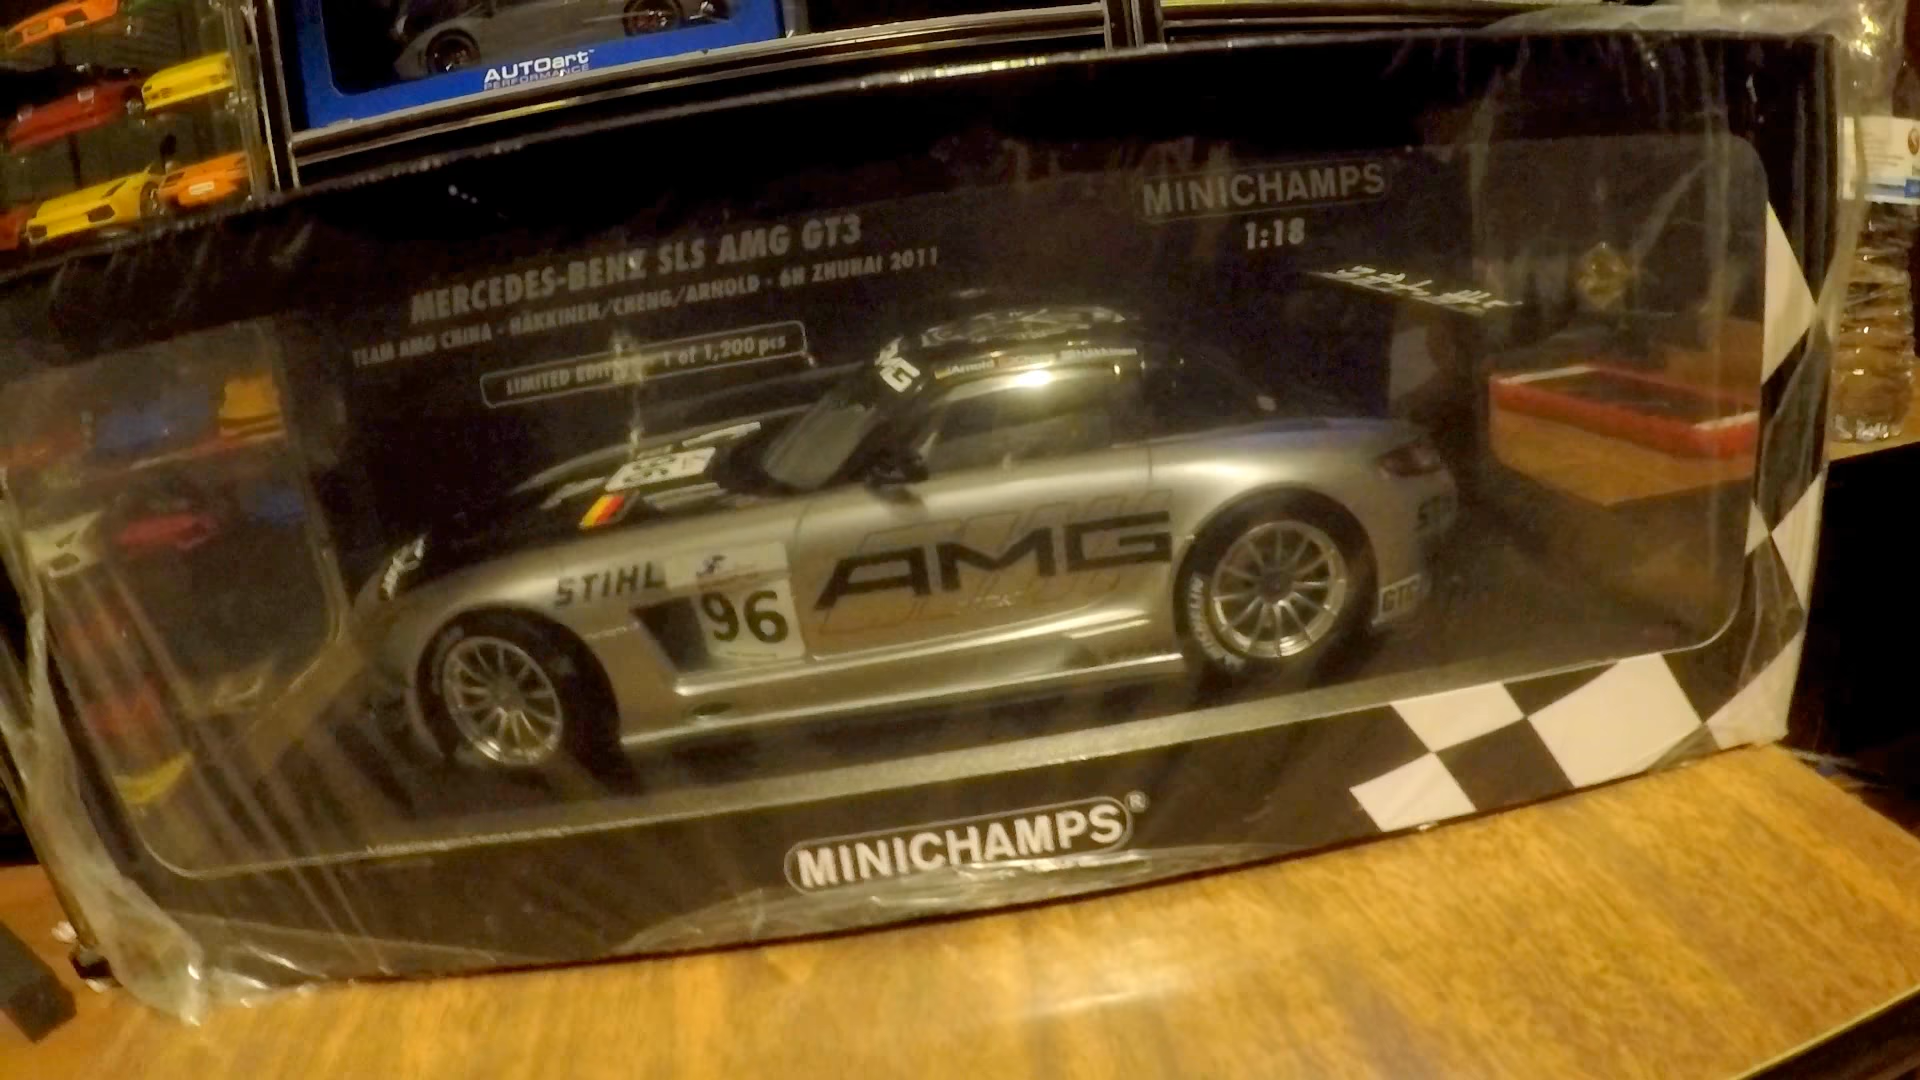 AUTOart
PERFORMANCE
MINICHAMPS
1:18
MERCEDES-BENZ SLS AMG GT3
TEAM AMG CHINA - HÄKKINEN/CHENG/ARNOLD - 6H ZHUHAI 2011
LIMITED EDITION 1 of 1,200 pcs
STIHL
96
AMG
MINICHAMPS®